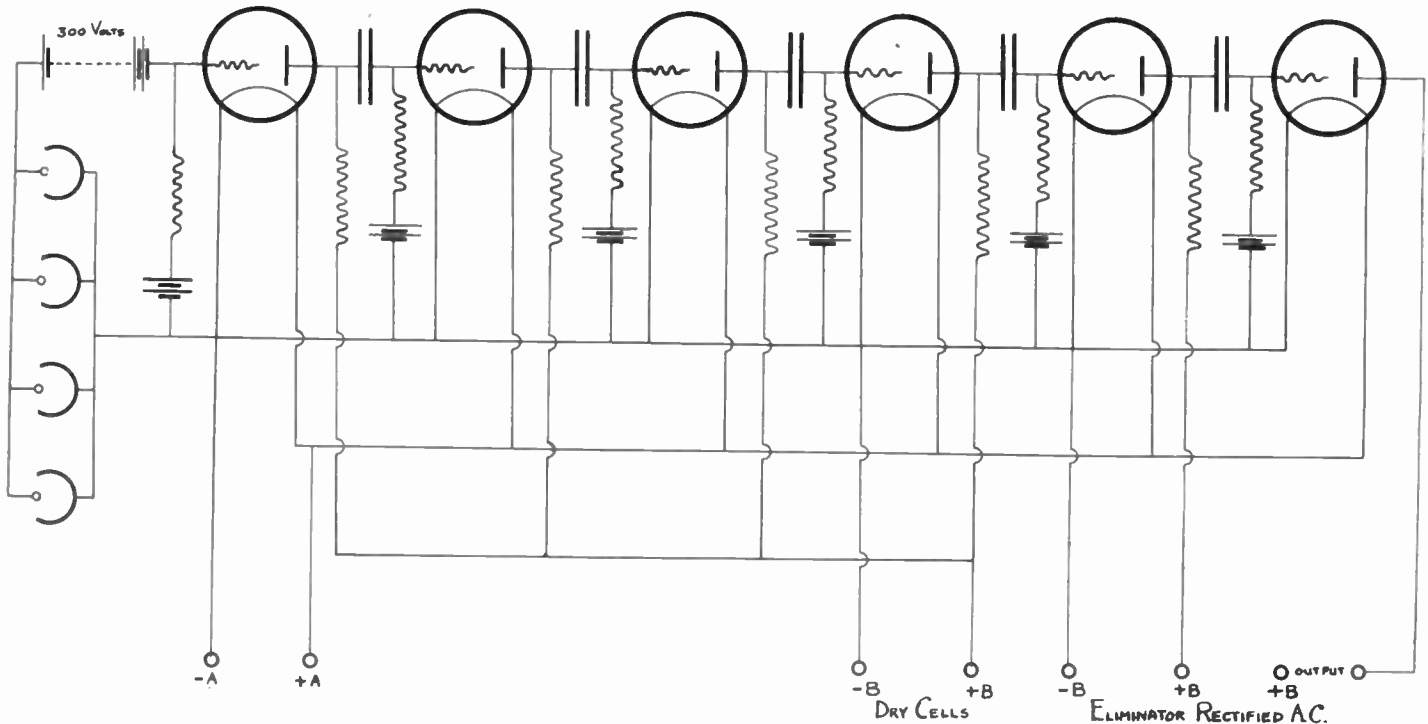 300 VOLTS
-A
+A
-B
+B
-B
+B
+B
OUTPUT
DRY CELLS
ELIMINATOR RECTIFIED A.C.